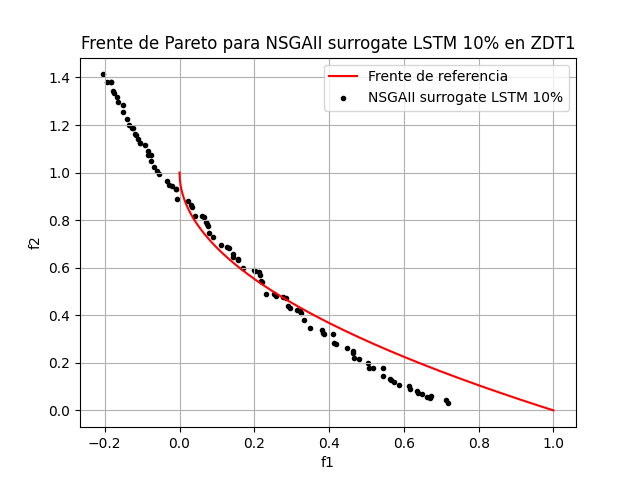 Frente de Pareto para NSGAII surrogate LSTM 10% en ZDT1
Frente de referencia
NSGAII surrogate LSTM 10%
f2
1.4
1.2
1.0
0.8
0.6
0.4
0.2
0.0
−0.2 0.0 0.2 0.4 0.6 0.8 1.0
f1